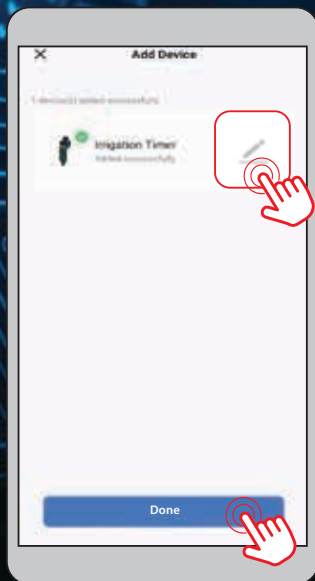 Add Device
1 device(s) added successfully
Irrigation Timer
Added successfully
Done